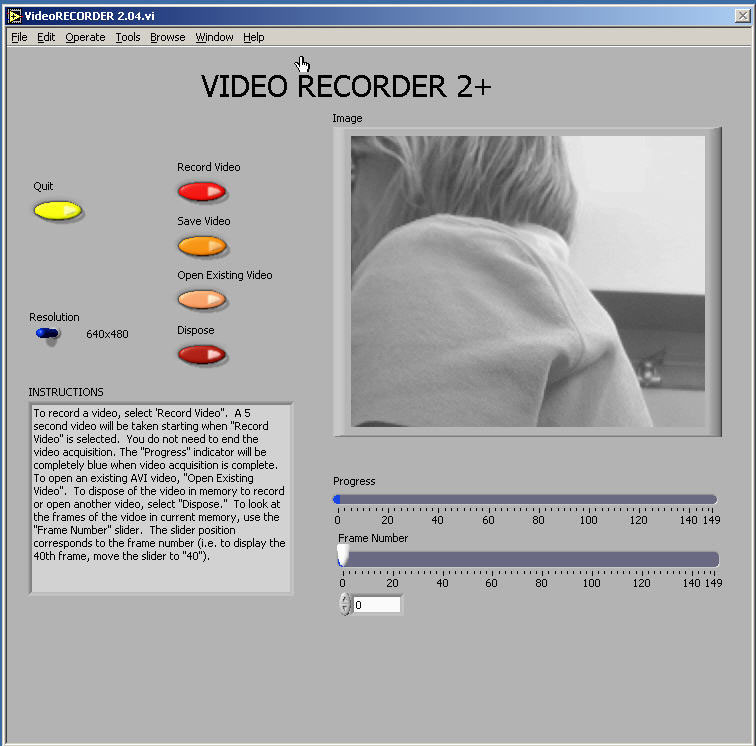 VideoRECORDER 2.04.vi
File Edit Operate Tools Browse Window Help
VIDEO RECORDER 2+
Image
Record Video
Quit
Save Video
Open Existing Video
Resolution
640x480
Dispose
INSTRUCTIONS
To record a video, select 'Record Video". A 5
second video will be taken starting when "Record
Video" is selected. You do not need to end the
video acquisition. The "Progress" indicator will be
completely blue when video acquisition is complete.
To open an existing AVI video, "Open Existing
Video". To dispose of the video in memory to record
or open another video, select "Dispose." To look at
the frames of the vidoe in current memory, use the
"Frame Number" slider. The slider position
corresponds to the frame number (i.e. to display the
40th frame, move the slider to "40").
Progress
0 20 40 60 80 100 120 140 149
Frame Number
0 20 40 60 80 100 120 140 149
0